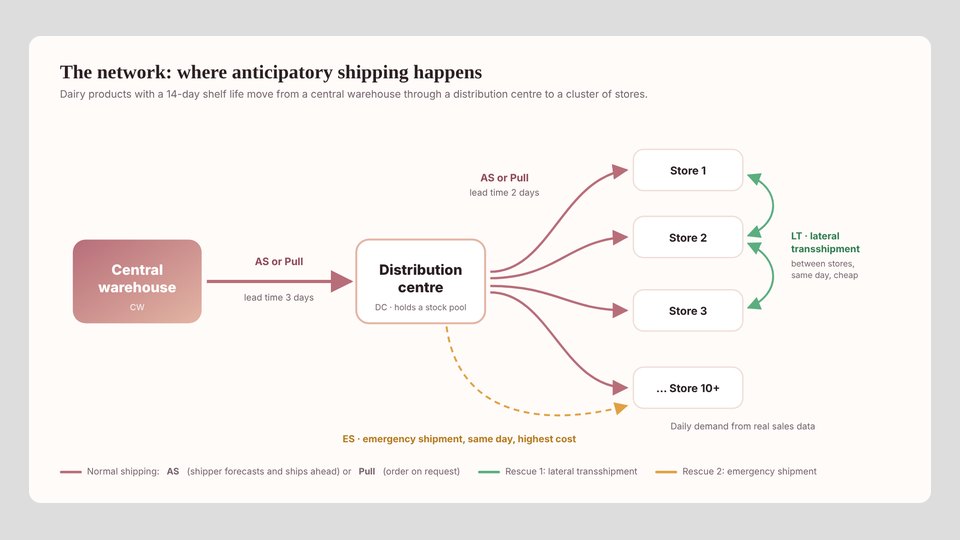 The network: where anticipatory shipping happens
Dairy products with a 14-day shelf life move from a central warehouse through a distribution centre to a cluster of stores.
Central
warehouse
CW
AS or Pull
lead time 3 days
Distribution
centre
DC · holds a stock pool
AS or Pull
lead time 2 days
Store 1
Store 2
Store 3
... Store 10+
LT · lateral
transshipment
between stores,
same day, cheap
Daily demand from real sales data
ES · emergency shipment, same day, highest cost
Normal shipping: AS (shipper forecasts and ships ahead) or Pull (order on request)
Rescue 1: lateral transshipment
Rescue 2: emergency shipment